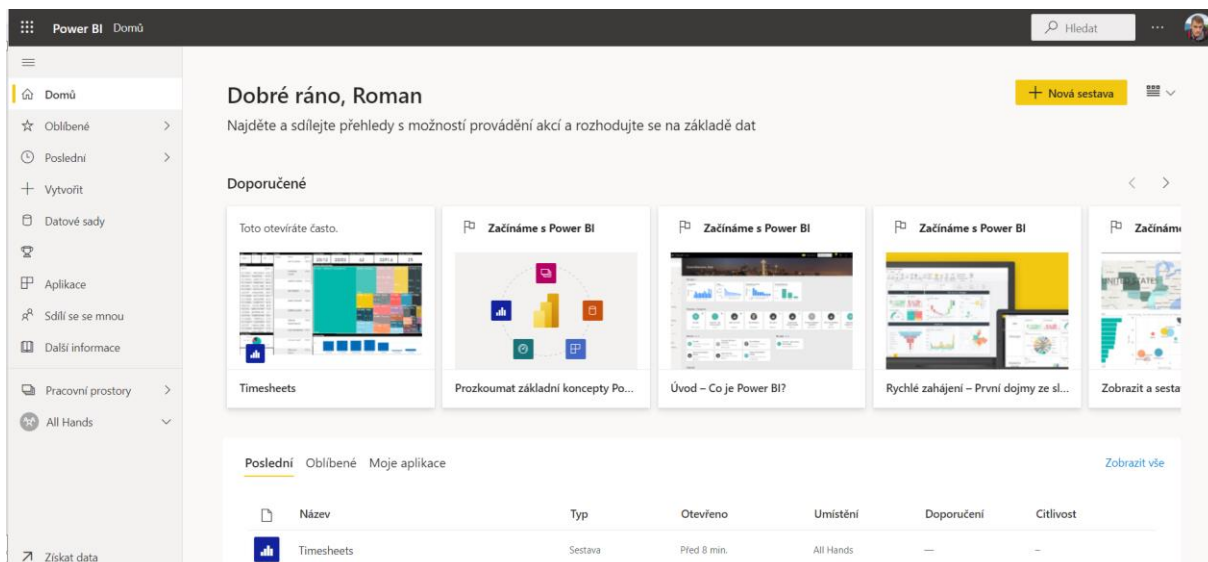 Power BI Domů
Hledat
Domů
Oblíbené
Poslední
Vytvořit
Datové sady
Aplikace
Sdílí se se mnou
Další informace
Pracovní prostory
All Hands
Získat data
Dobré ráno, Roman
+ Nová sestava
Najděte a sdílejte přehledy s možností provádění akcí a rozhodujte se na základě dat
Doporučené
Toto otevíráte často.
Timesheets
Začínáme s Power BI
Prozkoumat základní koncepty Po...
Začínáme s Power BI
Úvod – Co je Power BI?
Začínáme s Power BI
Rychlé zahájení – První dojmy ze sl...
Začínáme
Zobrazit a sesta
Poslední Oblíbené Moje aplikace
Zobrazit vše
Název Typ Otevřeno Umístění Doporučení Citlivost
Timesheets Sestava Před 8 min. All Hands — –